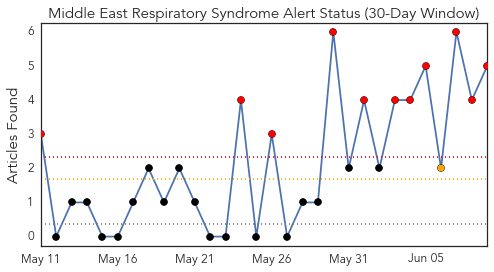 Middle East Respiratory Syndrome Alert Status (30-Day Window)
Articles Found
6
5
4
3
2
1
0
May 11 May 16 May 21 May 26 May 31 Jun 05